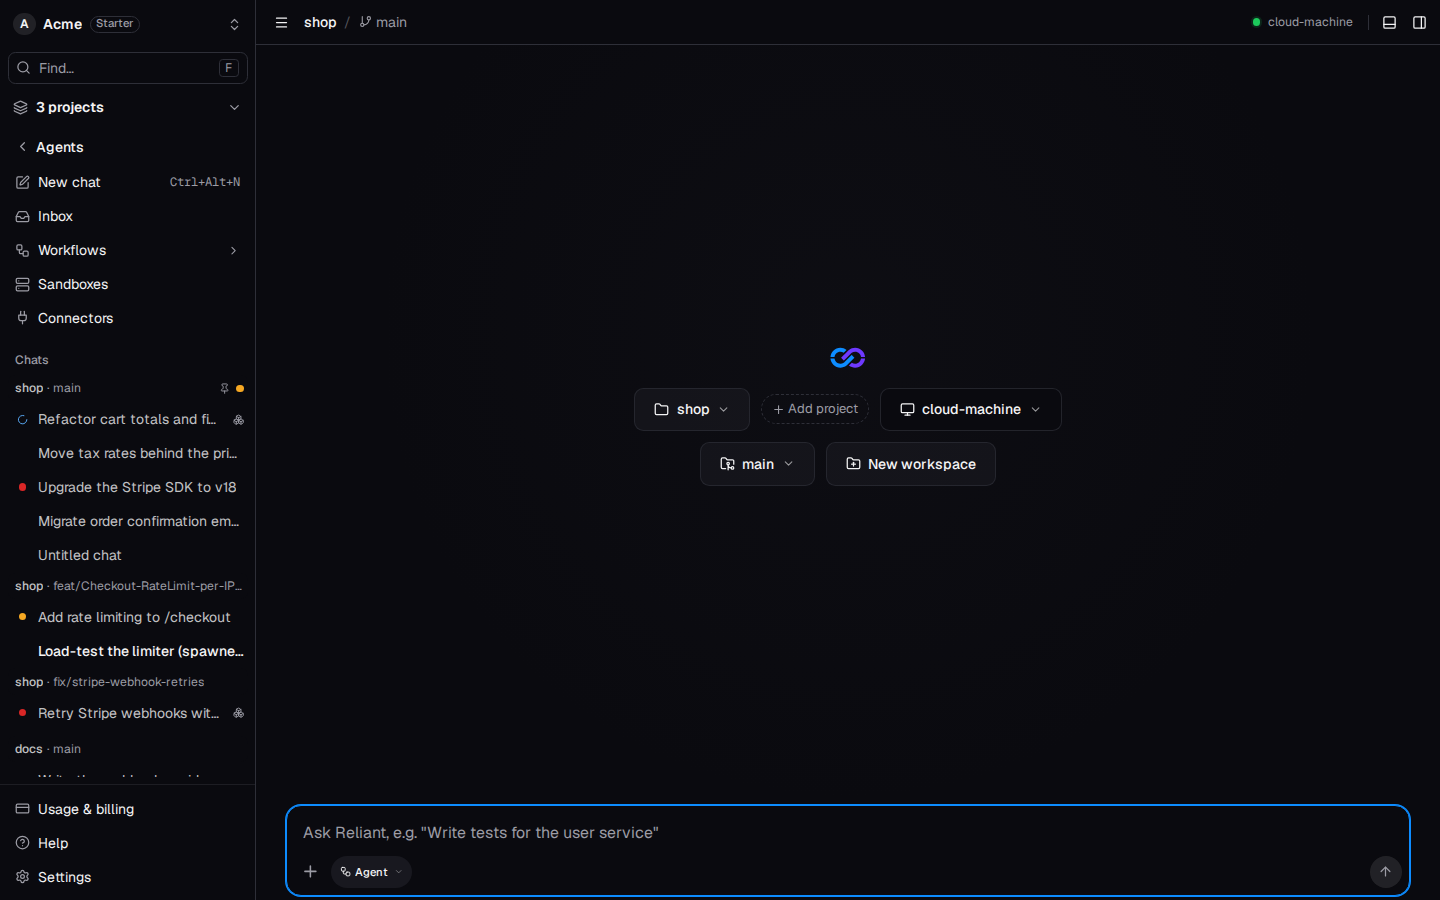 A Acme Starter
Find... F
3 projects
Agents
New chat Ctrl+Alt+N
Inbox
Workflows
Sandboxes
Connectors
Chats
shop · main
Refactor cart totals and fi...
Move tax rates behind the pri...
Upgrade the Stripe SDK to v18
Migrate order confirmation em...
Untitled chat
shop · feat/Checkout-RateLimit-per-IP...
Add rate limiting to /checkout
Load-test the limiter (spawne...
shop · fix/stripe-webhook-retries
Retry Stripe webhooks wit...
docs · main
Usage & billing
Help
Settings
shop / main
cloud-machine
shop
Add project
cloud-machine
main
New workspace
Ask Reliant, e.g. "Write tests for the user service"
Agent